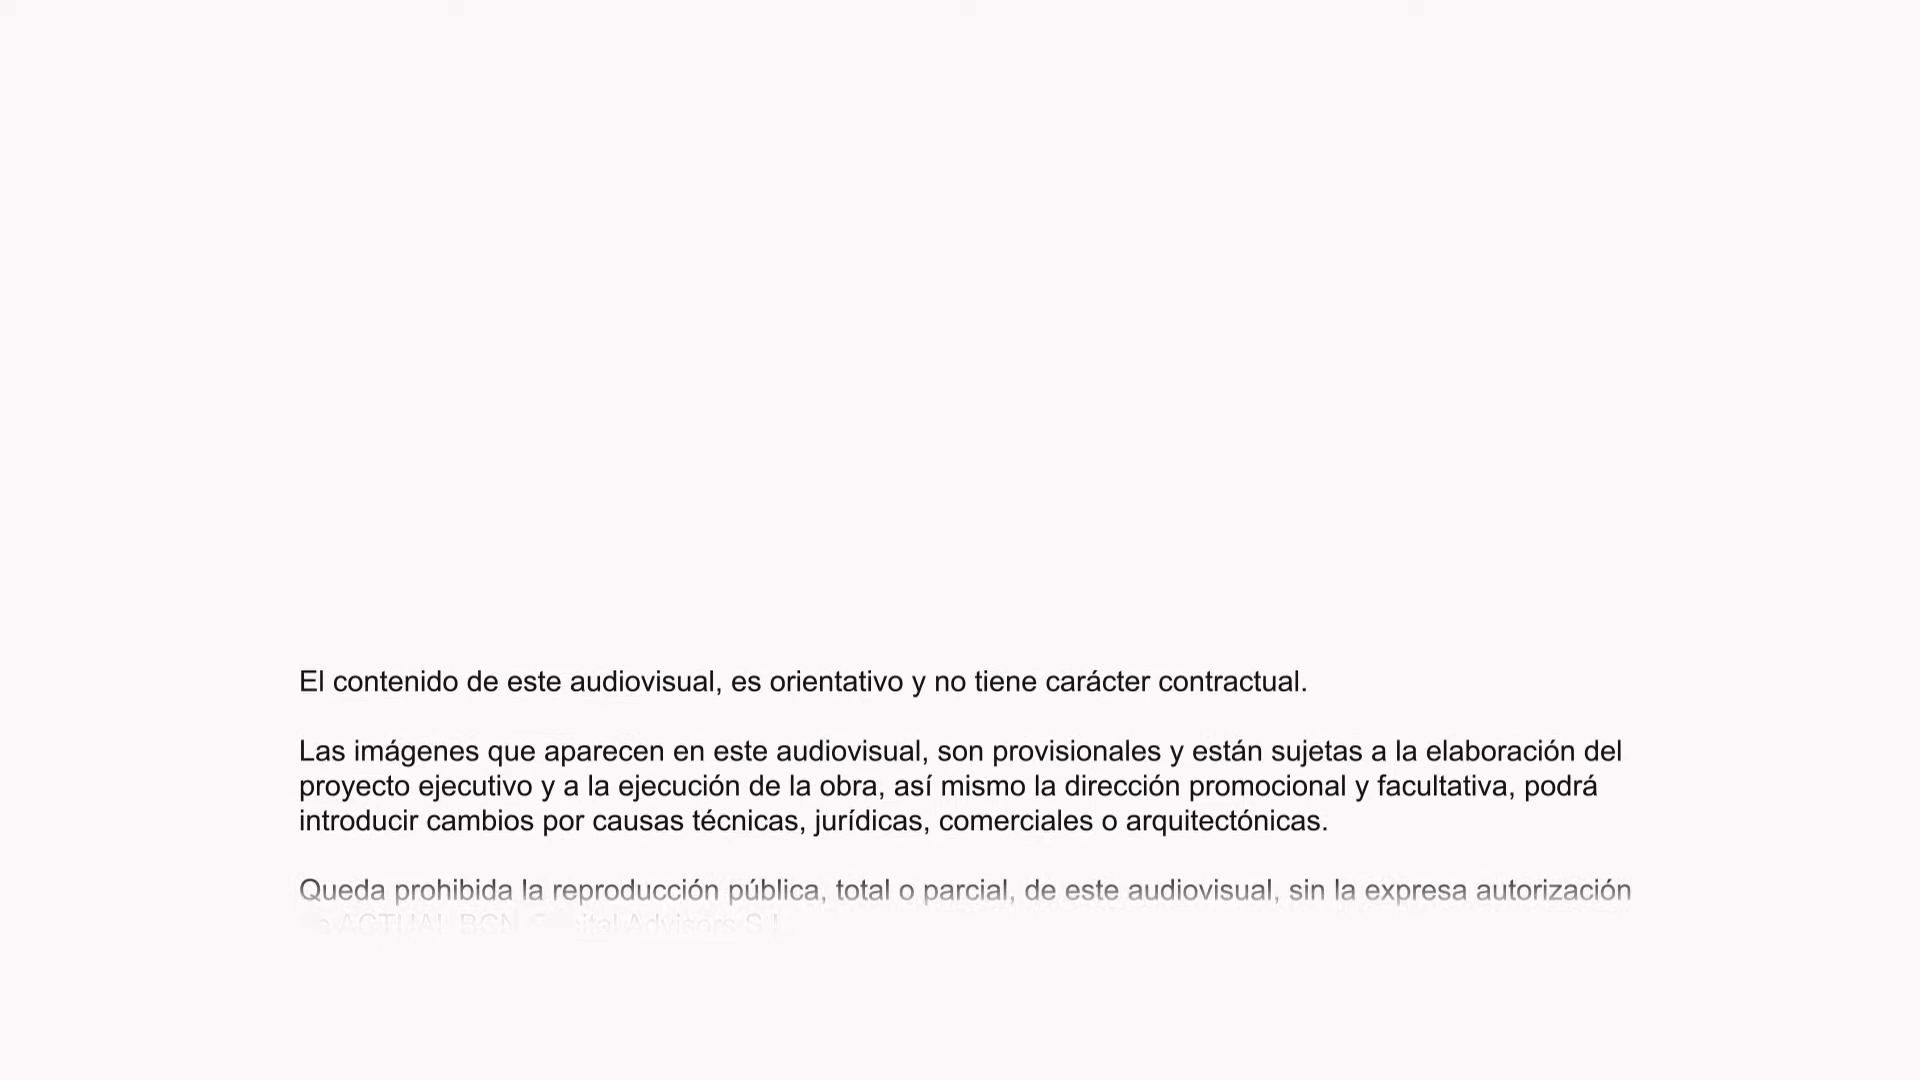 El contenido de este audiovisual, es orientativo y no tiene carácter contractual.
Las imágenes que aparecen en este audiovisual, son provisionales y están sujetas a la elaboración del
proyecto ejecutivo y a la ejecución de la obra, así mismo la dirección promocional y facultativa, podrá
introducir cambios por causas técnicas, jurídicas, comerciales o arquitectónicas.
Queda prohibida la reproducción pública, total o parcial, de este audiovisual, sin la expresa autorización
ACTUAL BCN Advisors S.L.